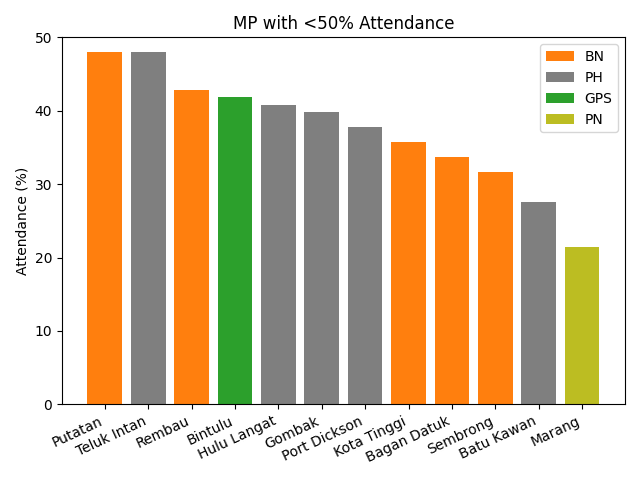 MP with <50% Attendance
BN
PH
GPS
PN
Attendance (%)
50
40
30
20
10
0
Putatan
Teluk Intan
Rembau
Bintulu
Hulu Langat
Gombak
Port Dickson
Kota Tinggi
Bagan Datuk
Sembrong
Batu Kawan
Marang